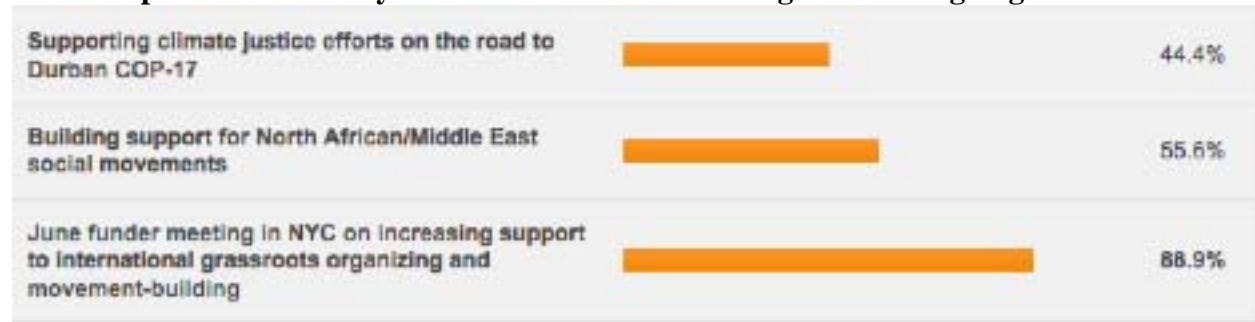 Supporting climate justice efforts on the road to
Durban COP-17
44.4%
Building support for North African/Middle East
social movements
55.6%
June funder meeting in NYC on increasing support
to international grassroots organizing and
movement-building
88.9%